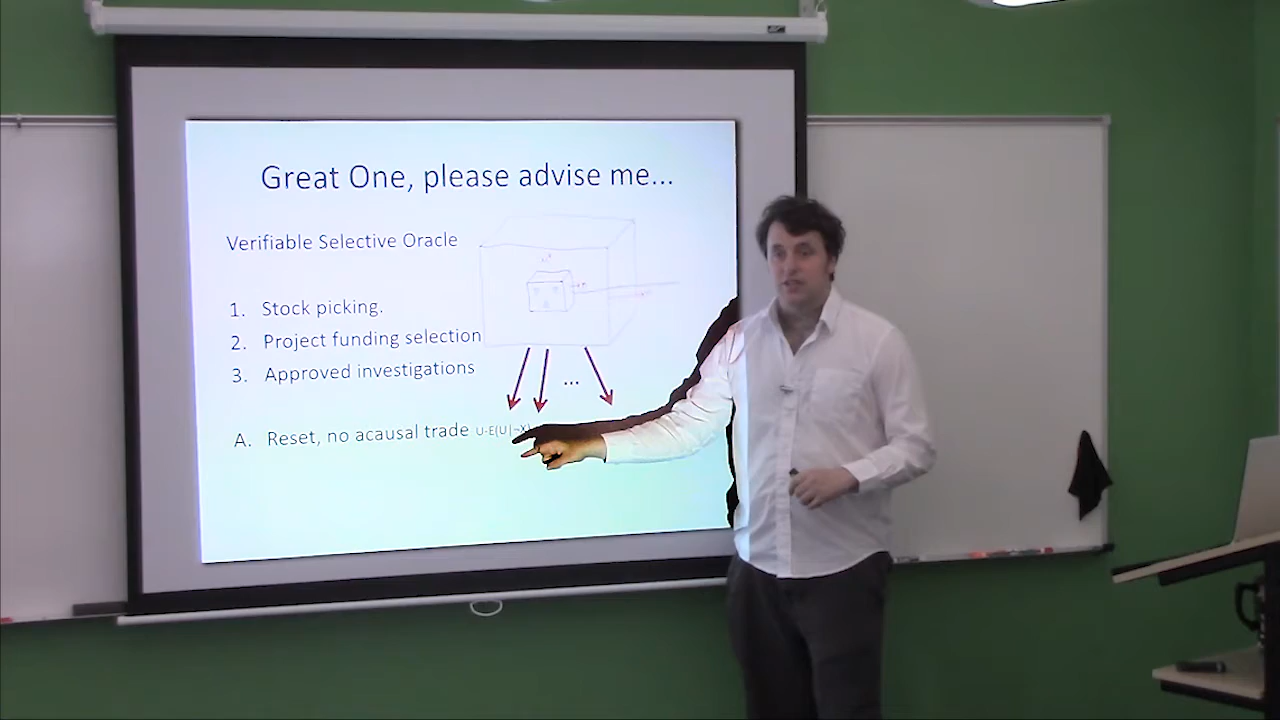 Great One, please advise me...
Verifiable Selective Oracle
1. Stock picking.
2. Project funding selection
3. Approved investigations
...
A. Reset, no acausal trade U-E(U|¬X)